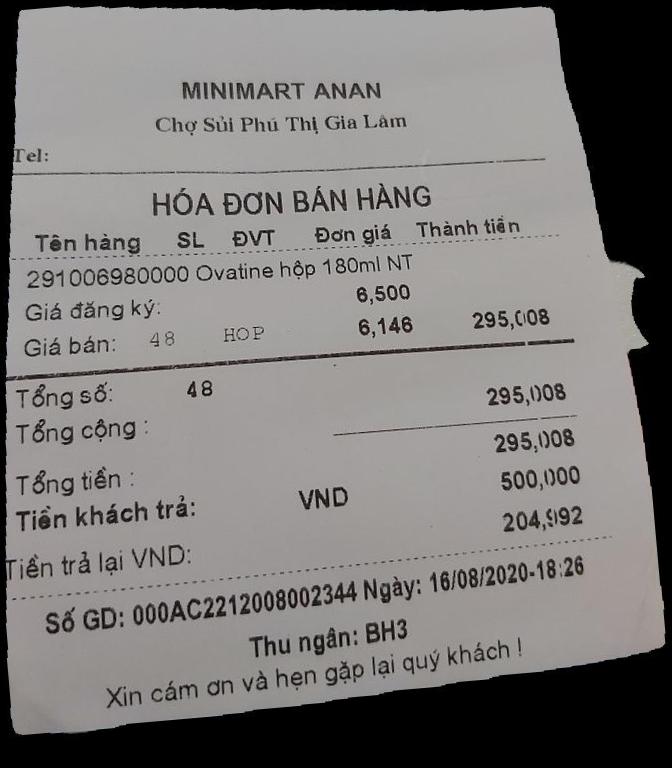 MINIMART ANAN
Chợ Sủi Phú Thị Gia Lâm
Tel:
HÓA ĐƠN BÁN HÀNG
Tên hàng SL ĐVT Đơn giá Thành tiền
291006980000 Ovatine hộp 180ml NT
Giá đăng ký: 6,500
Giá bán: 48 HOP 6,146 295,008
Tổng số: 48
Tổng cộng : 295,008
Tổng tiền : 295,008
Tiền khách trả: VND 500,000
Tiền trả lại VND: 204,992
Số GD: 000AC2212008002344 Ngày: 16/08/2020-18:26
Thu ngân: BH3
Xin cám ơn và hẹn gặp lại quý khách !